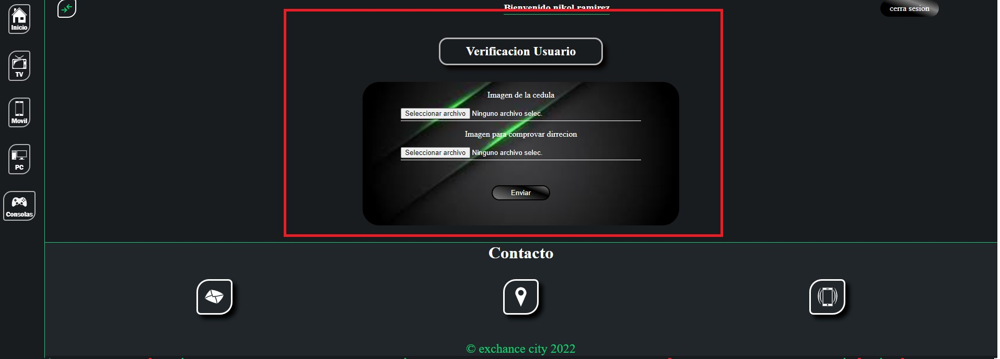 Bienvenido nikol ramirez
cerra sesion
Inicio
TV
Movil
PC
Consolas
Verificacion Usuario
Imagen de la cedula
Seleccionar archivo Ninguno archivo selec.
Imagen para comprovar dirrecion
Seleccionar archivo Ninguno archivo selec.
Enviar
Contacto
© exchance city 2022